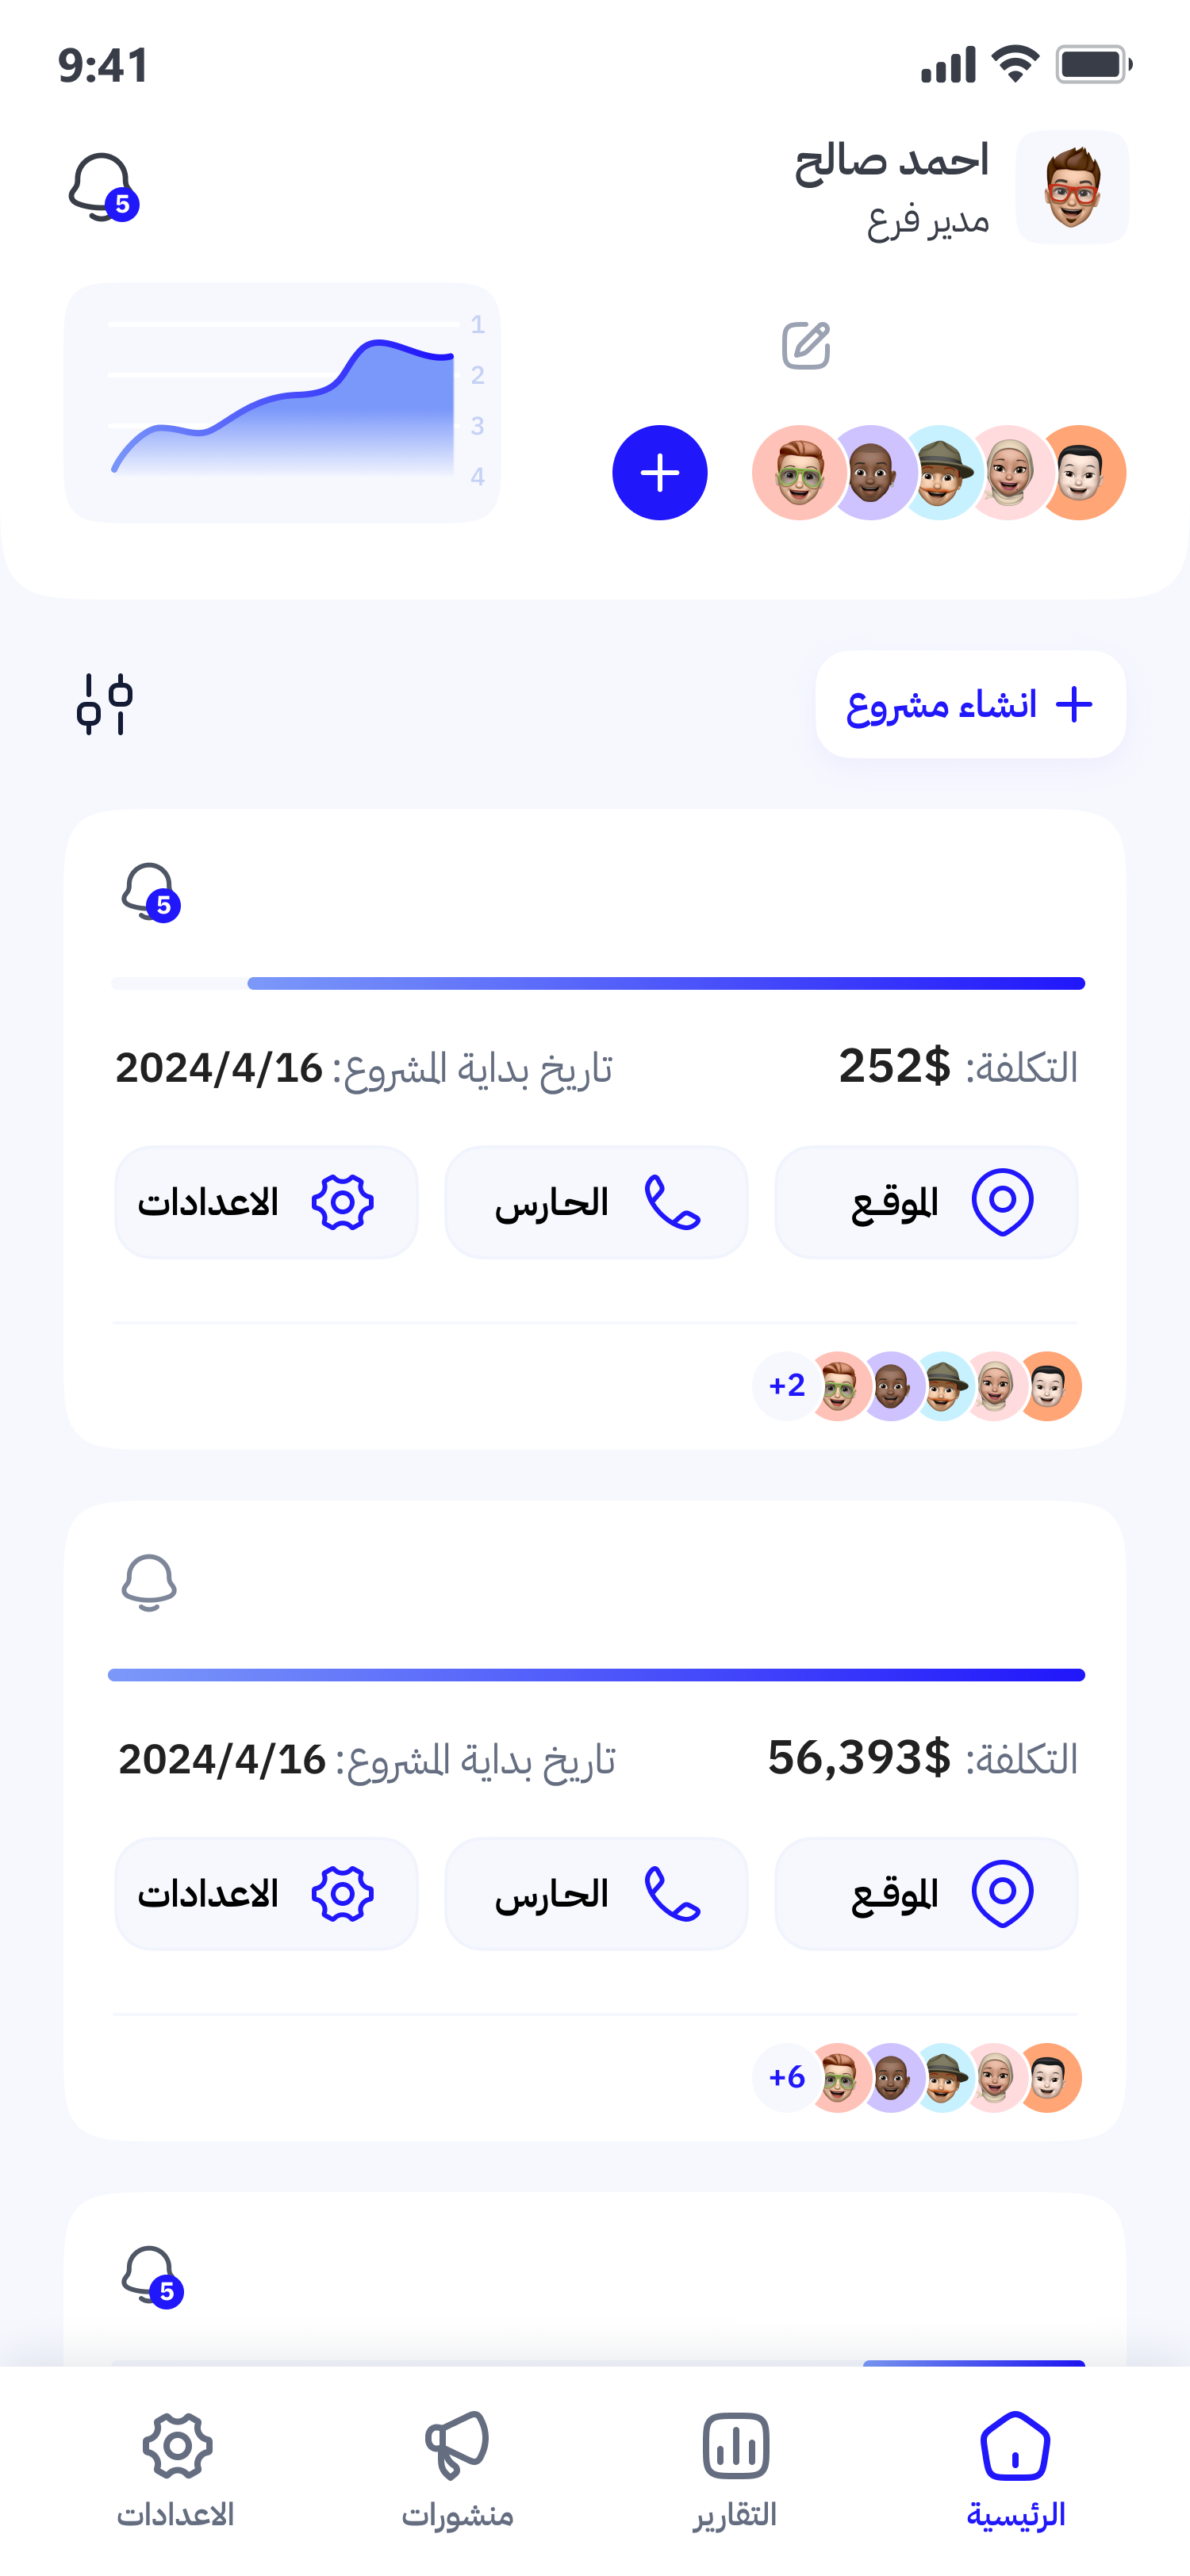 9:41
احمد صالح
مدير فرع
5
1
2
3
4
انشاء مشروع
5
التكلفة: 252$
تاريخ بداية المشروع: 2024/4/16
الموقع
الحارس
الاعدادات
+2
التكلفة: 56,393$
تاريخ بداية المشروع: 2024/4/16
الموقع
الحارس
الاعدادات
+6
5
الرئيسية
التقارير
منشورات
الاعدادات